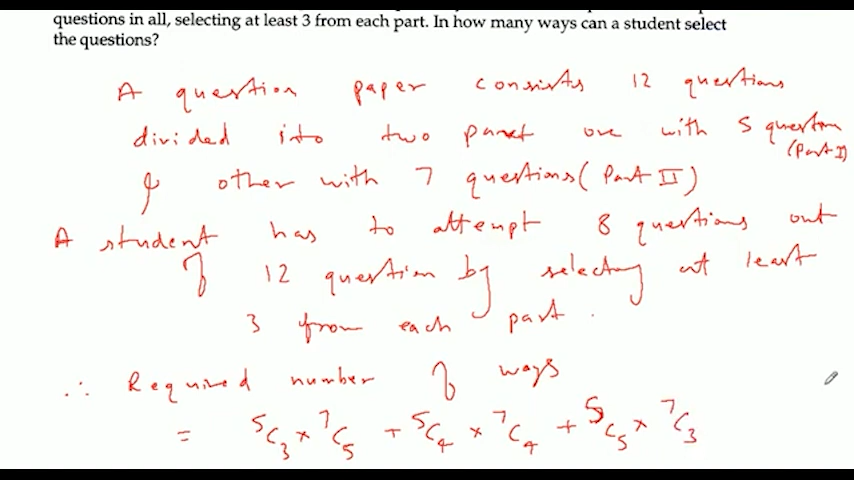 questions in all, selecting at least 3 from each part. In how many ways can a student select
the questions?
A question paper consists 12 questions
divided into two part one with 5 question
(Part I)
& other with 7 questions (Part II)
A student has to attempt 8 questions out
of 12 question by selecting at least
3 from each part.
∴ Required number of ways
= ⁵C₃ × ⁷C₅ + ⁵C₄ × ⁷C₄ + ⁵C₅ × ⁷C₃